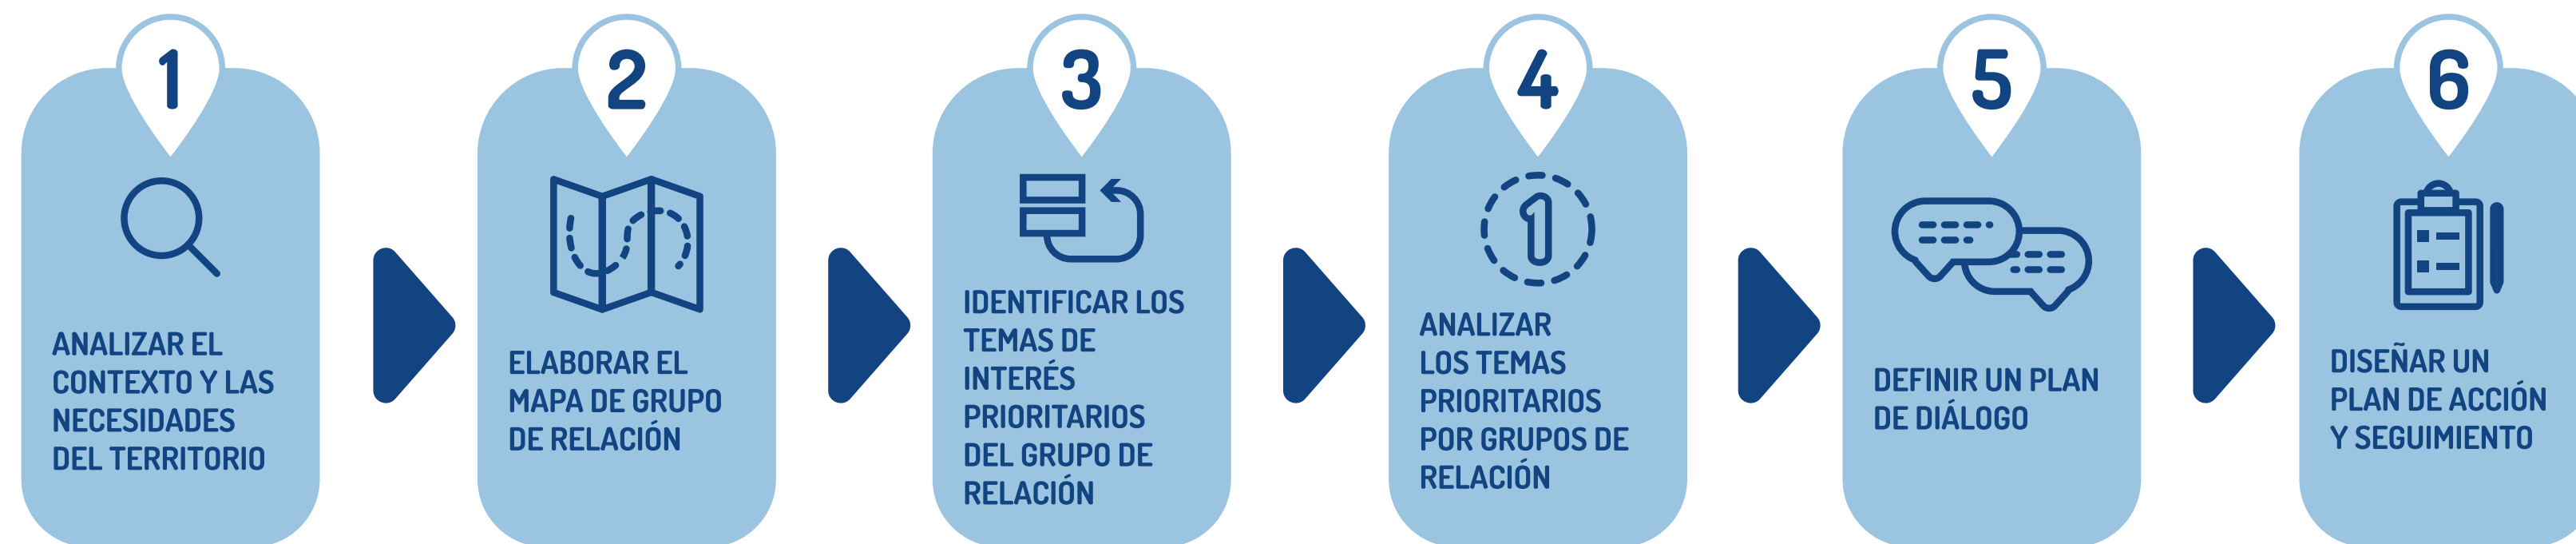 1
ANALIZAR EL
CONTEXTO Y LAS
NECESIDADES
DEL TERRITORIO
2
ELABORAR EL
MAPA DE GRUPO
DE RELACIÓN
3
IDENTIFICAR LOS
TEMAS DE
INTERÉS
PRIORITARIOS
DEL GRUPO DE
RELACIÓN
4
1
ANALIZAR
LOS TEMAS
PRIORITARIOS
POR GRUPOS DE
RELACIÓN
5
DEFINIR UN PLAN
DE DIÁLOGO
6
DISEÑAR UN
PLAN DE ACCIÓN
Y SEGUIMIENTO